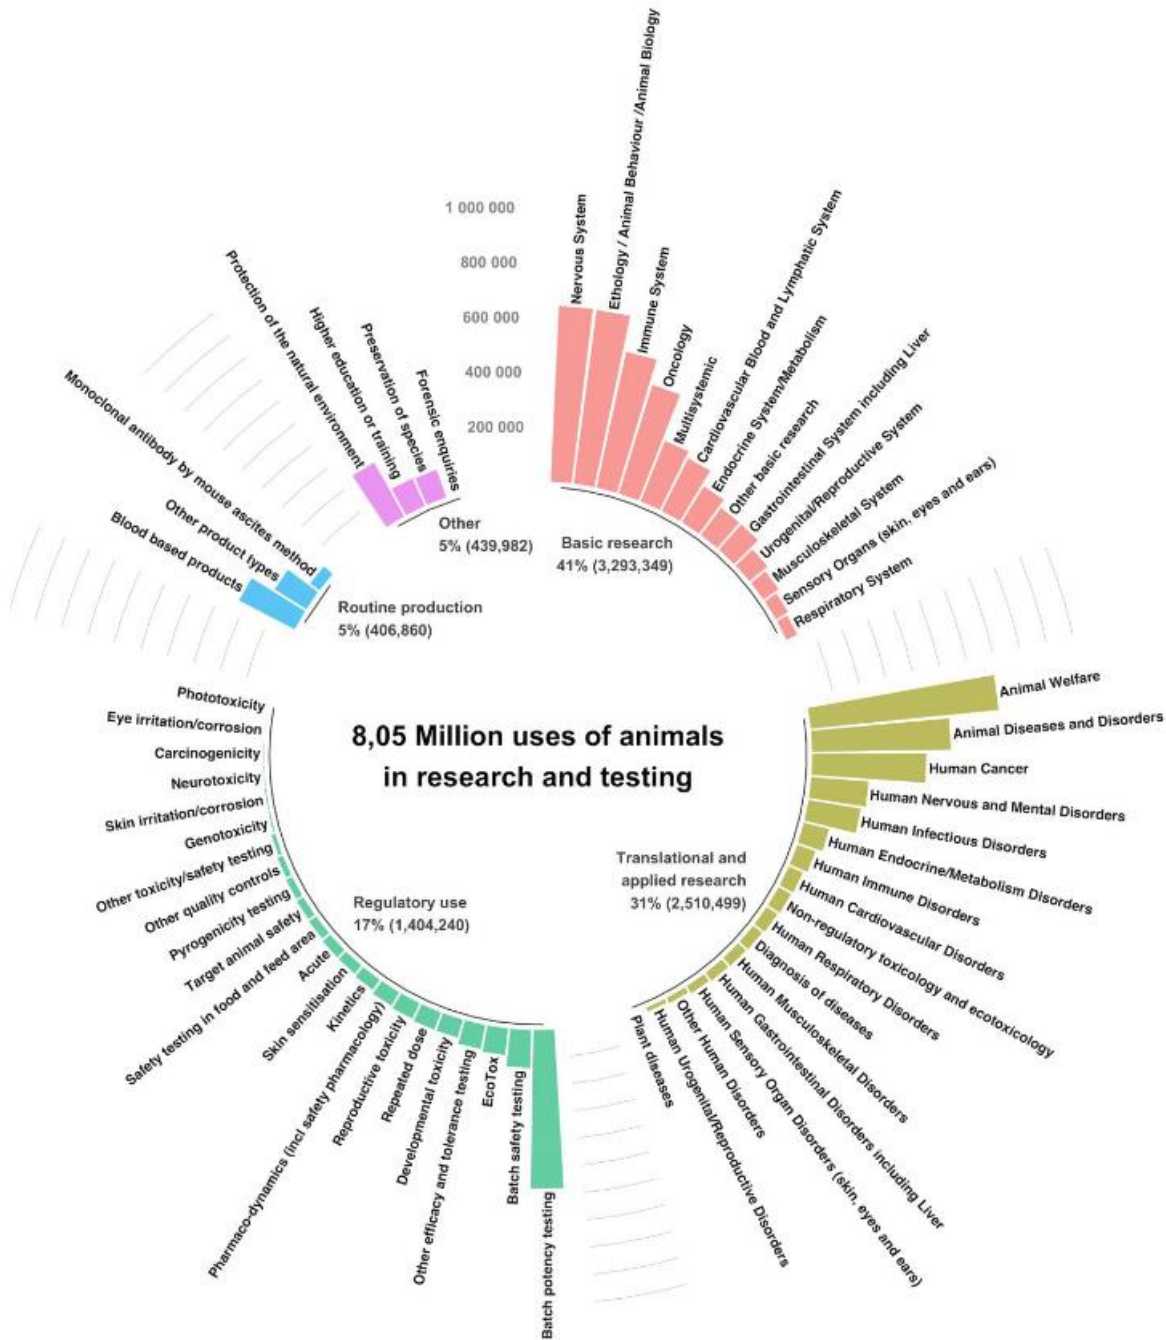 1 000 000
800 000
600 000
400 000
200 000
Nervous System
Ethology / Animal Behaviour /Animal Biology
Immune System
Oncology
Multisystemic
Cardiovascular Blood and Lymphatic System
Endocrine System/Metabolism
Other basic research
Gastrointestinal System including Liver
Urogenital/Reproductive System
Musculoskeletal System
Sensory Organs (skin, eyes and ears)
Respiratory System
Basic research
41% (3,293,349)
Animal Welfare
Animal Diseases and Disorders
Human Cancer
Human Nervous and Mental Disorders
Human Infectious Disorders
Human Endocrine/Metabolism Disorders
Human Immune Disorders
Human Cardiovascular Disorders
Non-regulatory toxicology and ecotoxicology
Human Respiratory Disorders
Diagnosis of diseases
Human Musculoskeletal Disorders
Human Gastrointestinal Disorders including Liver
Human Sensory Organ Disorders (skin, eyes and ears)
Other Human Disorders
Human Urogenital/Reproductive Disorders
Plant diseases
Translational and
applied research
31% (2,510,499)
Batch potency testing
Batch safety testing
EcoTox
Other efficacy and tolerance testing
Developmental toxicity
Repeated dose
Reproductive toxicity
Pharmaco-dynamics (incl safety pharmacology)
Kinetics
Skin sensitisation
Acute
Safety testing in food and feed area
Target animal safety
Pyrogenicity testing
Other quality controls
Other toxicity/safety testing
Genotoxicity
Skin irritation/corrosion
Neurotoxicity
Carcinogenicity
Eye irritation/corrosion
Phototoxicity
Regulatory use
17% (1,404,240)
Blood based products
Other product types
Monoclonal antibody by mouse ascites method
Routine production
5% (406,860)
Protection of the natural environment
Higher education or training
Preservation of species
Forensic enquiries
Other
5% (439,982)
8,05 Million uses of animals
in research and testing